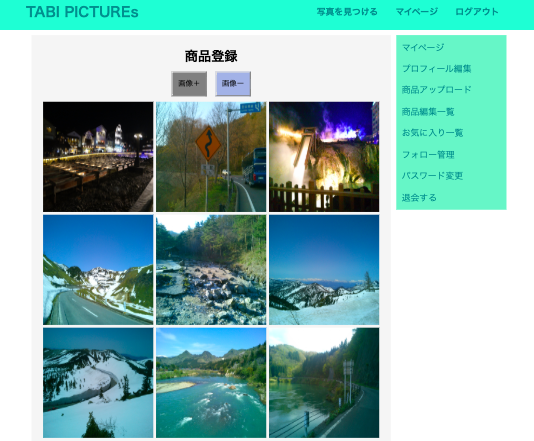 TABI PICTUREs
写真を見つける マイページ ログアウト
商品登録
画像＋ 画像ー
マイページ
プロフィール編集
商品アップロード
商品編集一覧
お気に入り一覧
フォロー管理
パスワード変更
退会する